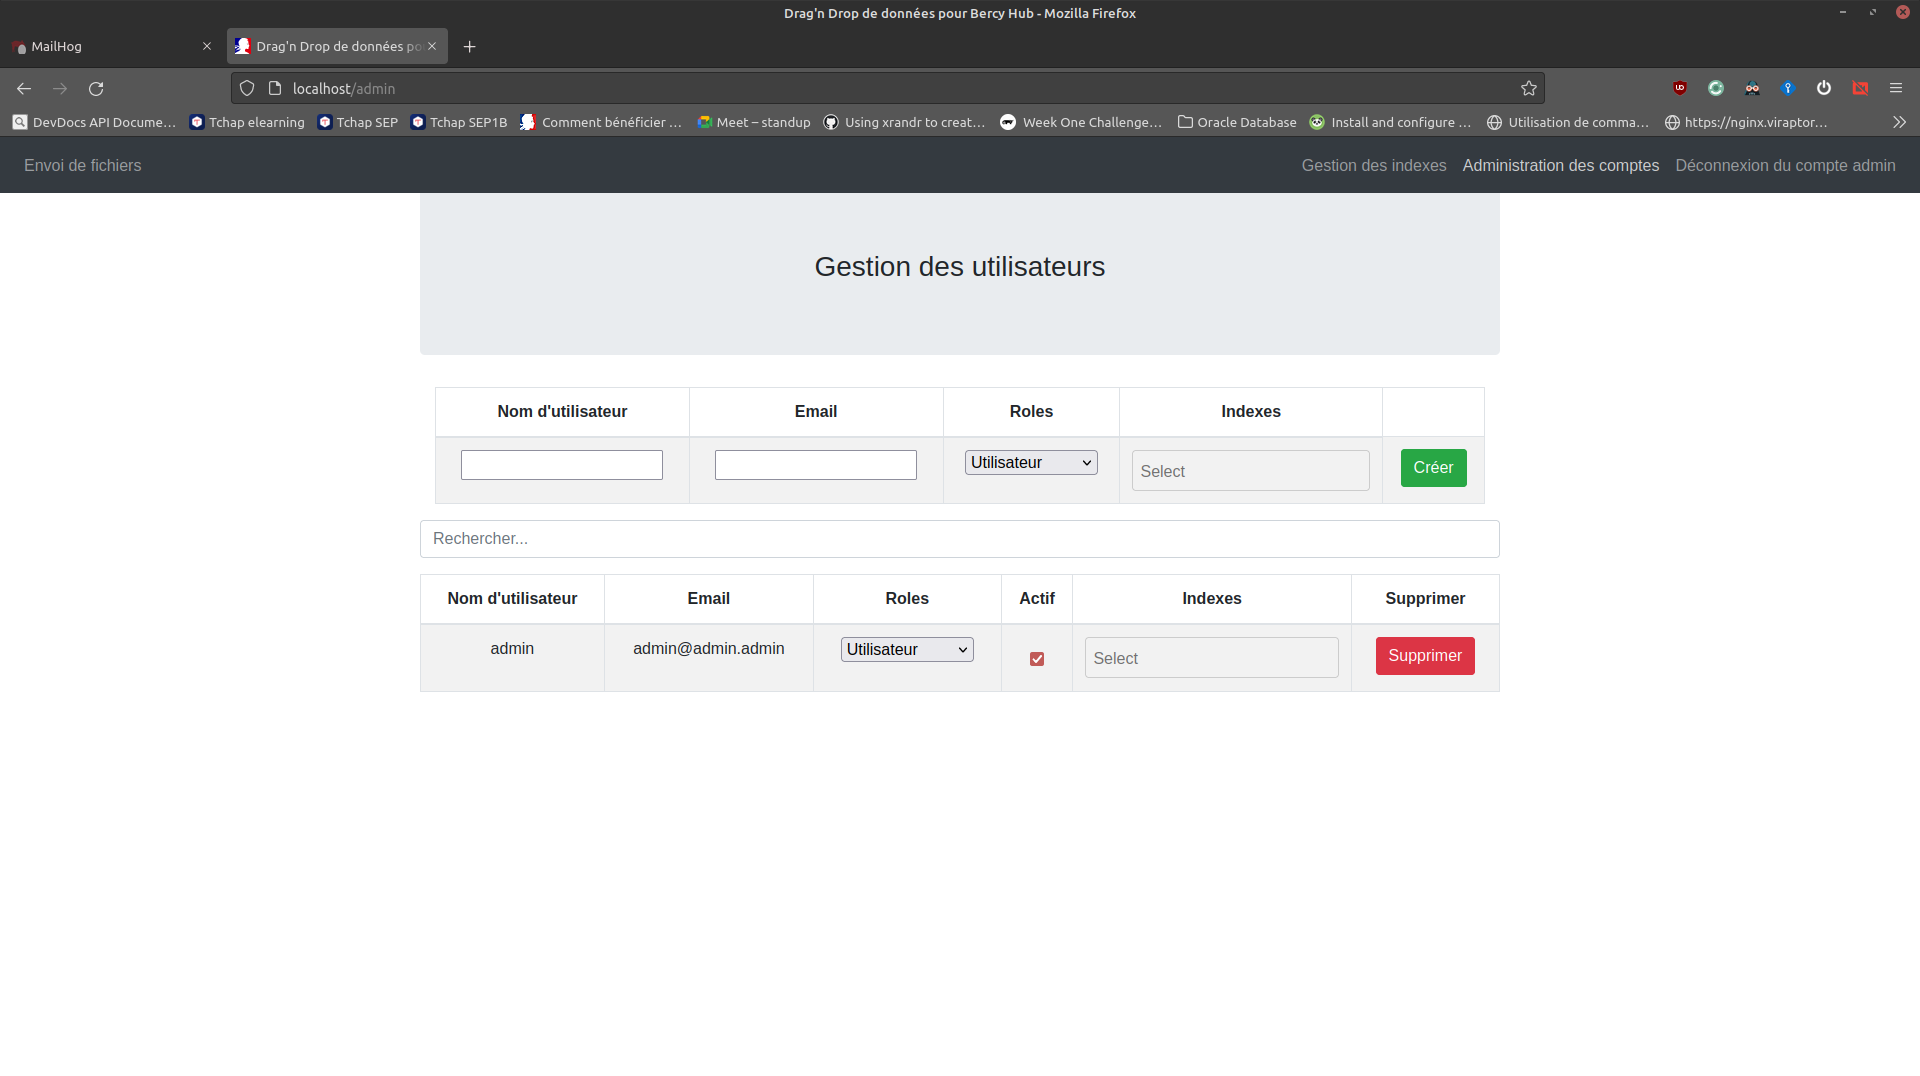 Drag'n Drop de données pour Bercy Hub - Mozilla Firefox
MailHog
Drag'n Drop de données po
localhost/admin
DevDocs API Docume…
Tchap elearning
Tchap SEP
Tchap SEP1B
Comment bénéficier …
Meet – standup
Using xrandr to creat…
Week One Challenge…
Oracle Database
Install and configure …
Utilisation de comma…
https://nginx.viraptor…
Envoi de fichiers
Gestion des indexes
Administration des comptes
Déconnexion du compte admin
Gestion des utilisateurs
Nom d'utilisateur
Email
Roles
Indexes
Utilisateur
Select
Créer
Rechercher...
Nom d'utilisateur
Email
Roles
Actif
Indexes
Supprimer
admin
admin@admin.admin
Utilisateur
Select
Supprimer